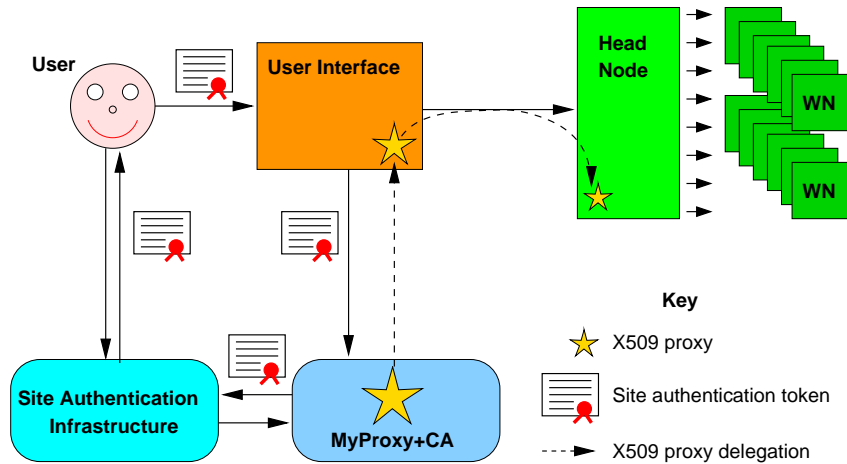 User
User Interface
Head
Node
WN
WN
Key
X509 proxy
Site authentication token
X509 proxy delegation
Site Authentication
Infrastructure
MyProxy+CA